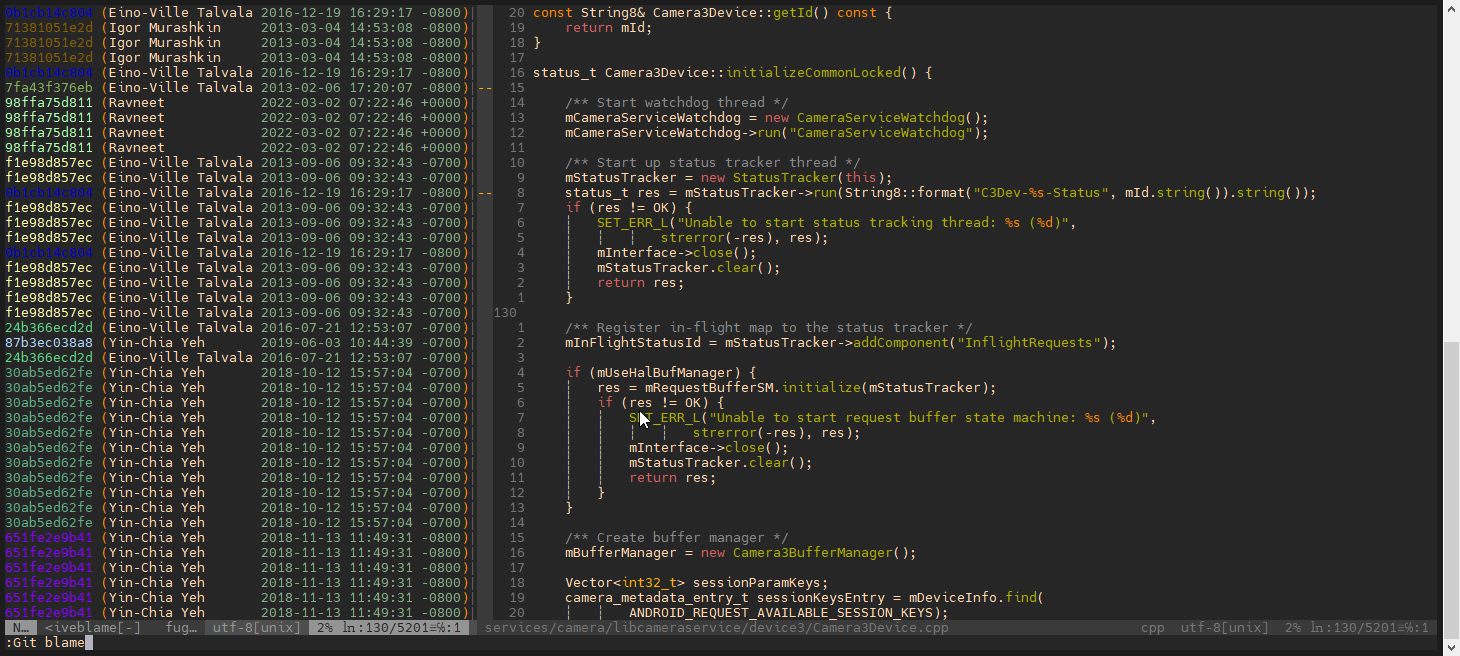 0b1cb14c804 (Eino-Ville Talvala 2016-12-19 16:29:17 -0800)| 20 const String8& Camera3Device::getId() const {
71381051e2d (Igor Murashkin 2013-03-04 14:53:08 -0800)| 19 return mId;
71381051e2d (Igor Murashkin 2013-03-04 14:53:08 -0800)| 18 }
71381051e2d (Igor Murashkin 2013-03-04 14:53:08 -0800)| 17
0b1cb14c804 (Eino-Ville Talvala 2016-12-19 16:29:17 -0800)| 16 status_t Camera3Device::initializeCommonLocked() {
7fa43f376eb (Eino-Ville Talvala 2013-02-06 17:20:07 -0800)|-- 15
98ffa75d811 (Ravneet 2022-03-02 07:22:46 +0000)| 14 /** Start watchdog thread */
98ffa75d811 (Ravneet 2022-03-02 07:22:46 +0000)| 13 mCameraServiceWatchdog = new CameraServiceWatchdog();
98ffa75d811 (Ravneet 2022-03-02 07:22:46 +0000)| 12 mCameraServiceWatchdog->run("CameraServiceWatchdog");
98ffa75d811 (Ravneet 2022-03-02 07:22:46 +0000)| 11
f1e98d857ec (Eino-Ville Talvala 2013-09-06 09:32:43 -0700)| 10 /** Start up status tracker thread */
f1e98d857ec (Eino-Ville Talvala 2013-09-06 09:32:43 -0700)| 9 mStatusTracker = new StatusTracker(this);
0b1cb14c804 (Eino-Ville Talvala 2016-12-19 16:29:17 -0800)|-- 8 status_t res = mStatusTracker->run(String8::format("C3Dev-%s-Status", mId.string()).string());
f1e98d857ec (Eino-Ville Talvala 2013-09-06 09:32:43 -0700)| 7 if (res != OK) {
f1e98d857ec (Eino-Ville Talvala 2013-09-06 09:32:43 -0700)| 6 SET_ERR_L("Unable to start status tracking thread: %s (%d)",
f1e98d857ec (Eino-Ville Talvala 2013-09-06 09:32:43 -0700)| 5 strerror(-res), res);
0b1cb14c804 (Eino-Ville Talvala 2016-12-19 16:29:17 -0800)| 4 mInterface->close();
f1e98d857ec (Eino-Ville Talvala 2013-09-06 09:32:43 -0700)| 3 mStatusTracker.clear();
f1e98d857ec (Eino-Ville Talvala 2013-09-06 09:32:43 -0700)| 2 return res;
f1e98d857ec (Eino-Ville Talvala 2013-09-06 09:32:43 -0700)| 1 }
f1e98d857ec (Eino-Ville Talvala 2013-09-06 09:32:43 -0700)| 130
24b366ecd2d (Eino-Ville Talvala 2016-07-21 12:53:07 -0700)| 1 /** Register in-flight map to the status tracker */
87b3ec038a8 (Yin-Chia Yeh 2019-06-03 10:44:39 -0700)| 2 mInFlightStatusId = mStatusTracker->addComponent("InflightRequests");
24b366ecd2d (Eino-Ville Talvala 2016-07-21 12:53:07 -0700)| 3
30ab5ed62fe (Yin-Chia Yeh 2018-10-12 15:57:04 -0700)| 4 if (mUseHalBufManager) {
30ab5ed62fe (Yin-Chia Yeh 2018-10-12 15:57:04 -0700)| 5 res = mRequestBufferSM.initialize(mStatusTracker);
30ab5ed62fe (Yin-Chia Yeh 2018-10-12 15:57:04 -0700)| 6 if (res != OK) {
30ab5ed62fe (Yin-Chia Yeh 2018-10-12 15:57:04 -0700)| 7 SET_ERR_L("Unable to start request buffer state machine: %s (%d)",
30ab5ed62fe (Yin-Chia Yeh 2018-10-12 15:57:04 -0700)| 8 strerror(-res), res);
30ab5ed62fe (Yin-Chia Yeh 2018-10-12 15:57:04 -0700)| 9 mInterface->close();
30ab5ed62fe (Yin-Chia Yeh 2018-10-12 15:57:04 -0700)| 10 mStatusTracker.clear();
30ab5ed62fe (Yin-Chia Yeh 2018-10-12 15:57:04 -0700)| 11 return res;
30ab5ed62fe (Yin-Chia Yeh 2018-10-12 15:57:04 -0700)| 12 }
30ab5ed62fe (Yin-Chia Yeh 2018-10-12 15:57:04 -0700)| 13 }
30ab5ed62fe (Yin-Chia Yeh 2018-10-12 15:57:04 -0700)| 14
651fe2e9b41 (Yin-Chia Yeh 2018-11-13 11:49:31 -0800)| 15 /** Create buffer manager */
651fe2e9b41 (Yin-Chia Yeh 2018-11-13 11:49:31 -0800)| 16 mBufferManager = new Camera3BufferManager();
651fe2e9b41 (Yin-Chia Yeh 2018-11-13 11:49:31 -0800)| 17
651fe2e9b41 (Yin-Chia Yeh 2018-11-13 11:49:31 -0800)| 18 Vector<int32_t> sessionParamKeys;
651fe2e9b41 (Yin-Chia Yeh 2018-11-13 11:49:31 -0800)| 19 camera_metadata_entry_t sessionKeysEntry = mDeviceInfo.find(
651fe2e9b41 (Yin-Chia Yeh 2018-11-13 11:49:31 -0800)| 20 ANDROID_REQUEST_AVAILABLE_SESSION_KEYS);
N… <iveblame[-] fug… utf-8[unix] 2% ln:130/5201≡℅:1 services/camera/libcameraservice/device3/Camera3Device.cpp cpp utf-8[unix] 2% ln:130/5201≡℅:1
:Git blame